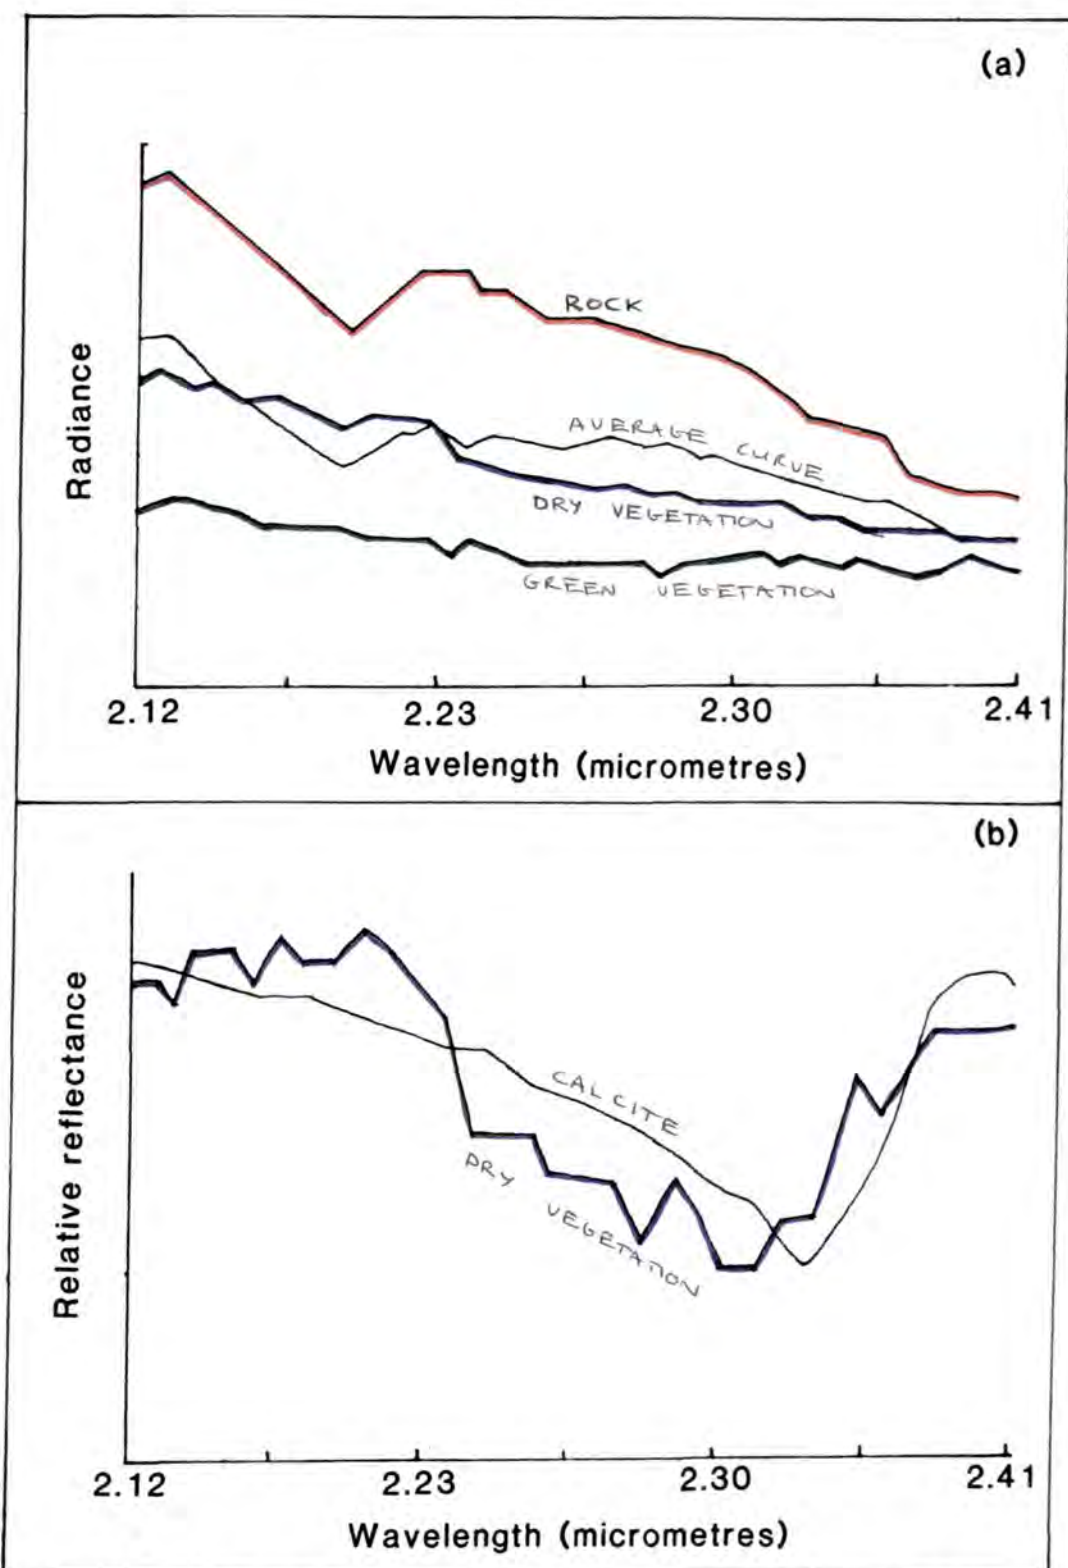 (a)
ROCK
AVERAGE CURVE
DRY VEGETATION
GREEN VEGETATION
Radiance
2.12 2.23 2.30 2.41
Wavelength (micrometres)
(b)
CALCITE
DRY VEGETATION
Relative reflectance
2.12 2.23 2.30 2.41
Wavelength (micrometres)